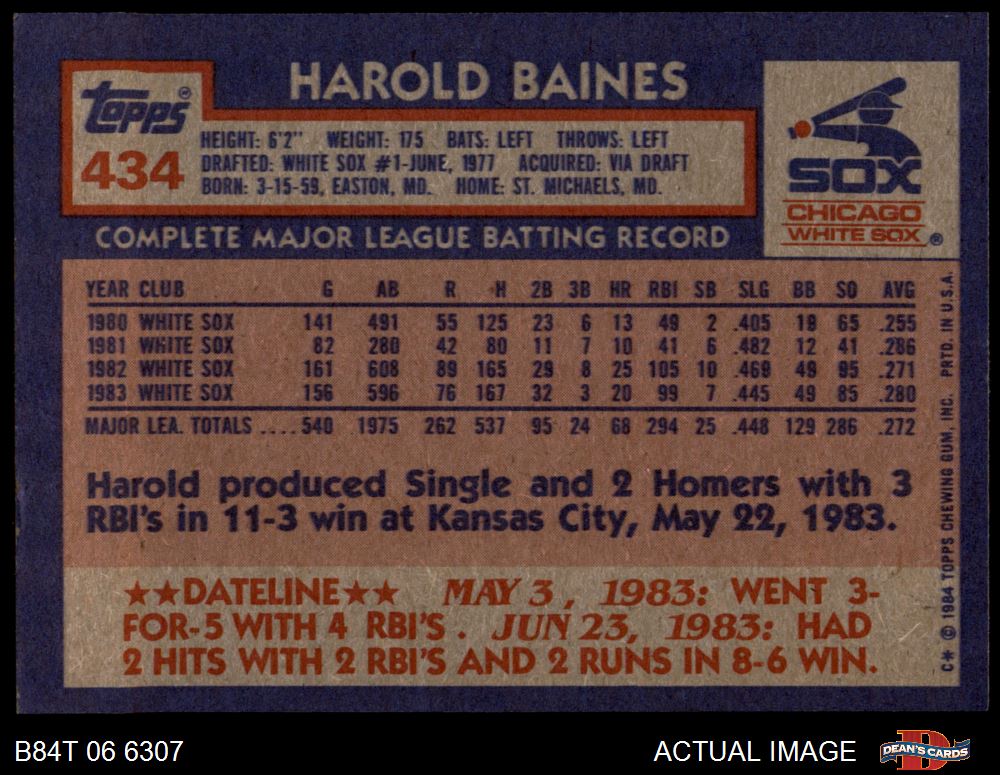 HAROLD BAINES
Topps®
434
HEIGHT: 6'2" WEIGHT: 175 BATS: LEFT THROWS: LEFT
DRAFTED: WHITE SOX #1-JUNE, 1977 ACQUIRED: VIA DRAFT
BORN: 3-15-59, EASTON, MD. HOME: ST. MICHAELS, MD.
SOX
CHICAGO
WHITE SOX®
COMPLETE MAJOR LEAGUE BATTING RECORD
YEAR CLUB G AB R H 2B 3B HR RBI SB SLG BB SO AVG
1980 WHITE SOX 141 491 55 125 23 6 13 49 2 .405 19 65 .255
1981 WHITE SOX 82 280 42 80 11 7 10 41 6 .482 12 41 .286
1982 WHITE SOX 161 608 89 165 29 8 25 105 10 .469 49 95 .271
1983 WHITE SOX 156 596 76 167 32 3 20 99 7 .445 49 85 .280
MAJOR LEA. TOTALS .... 540 1975 262 537 95 24 68 294 25 .448 129 286 .272
Harold produced Single and 2 Homers with 3
RBI's in 11-3 win at Kansas City, May 22, 1983.
★★DATELINE★★ MAY 3, 1983: WENT 3-
FOR-5 WITH 4 RBI'S. JUN 23, 1983: HAD
2 HITS WITH 2 RBI'S AND 2 RUNS IN 8-6 WIN.
C* © 1984 TOPPS CHEWING GUM, INC. PRTD. IN U.S.A.
B84T 06 6307
ACTUAL IMAGE
D
DEAN'S CARDS